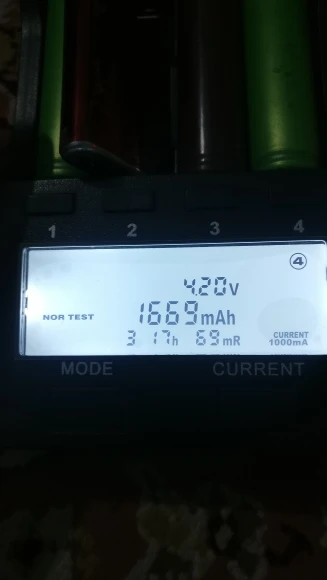 1 2 3 4
④
4.20v
NOR TEST 1669mAh
3 17h 69mR CURRENT 1000mA
MODE CURRENT